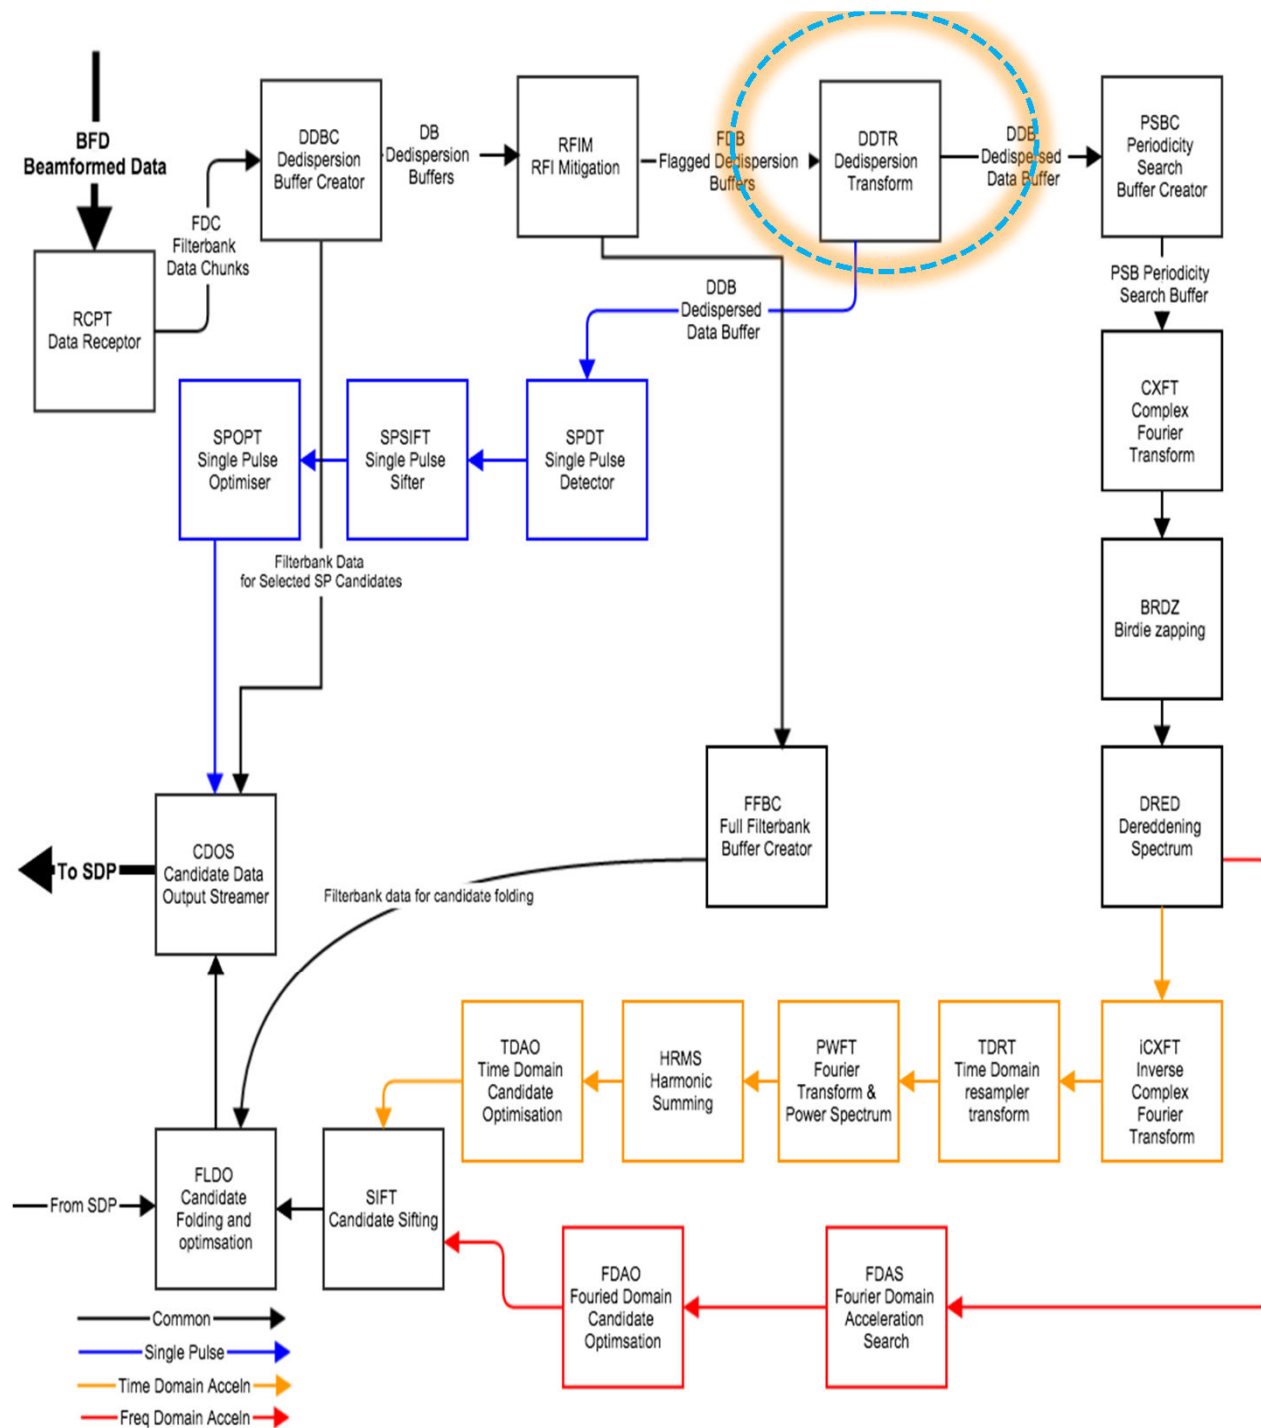 BFD
Beamformed Data
RCPT
Data Receptor
FDC
Filterbank
Data Chunks
DDBC
Dedispersion
Buffer Creator
DB
Dedispersion
Buffers
RFIM
RFI Mitigation
FDB
Flagged Dedispersion
Buffers
DDTR
Dedispersion
Transform
DDB
Dedispersed
Data Buffer
PSBC
Periodicity
Search
Buffer Creator
PSB Periodicity
Search Buffer
DDB
Dedispersed
Data Buffer
CXFT
Complex
Fourier
Transform
SPOPT
Single Pulse
Optimiser
SPSIFT
Single Pulse
Sifter
SPDT
Single Pulse
Detector
Filterbank Data
for Selected SP Candidates
BRDZ
Birdie zapping
CDOS
Candidate Data
Output Streamer
To SDP
FFBC
Full Filterbank
Buffer Creator
DRED
Dereddening
Spectrum
Filterbank data for candidate folding
TDAO
Time Domain
Candidate
Optimisation
HRMS
Harmonic
Summing
PWFT
Fourier
Transform &
Power Spectrum
TDRT
Time Domain
resampler
transform
iCXFT
Inverse
Complex
Fourier
Transform
From SDP
FLDO
Candidate
Folding and
optimsation
SIFT
Candidate Sifting
FDAO
Fouried Domain
Candidate
Optimsation
FDAS
Fourier Domain
Acceleration
Search
Common
Single Pulse
Time Domain Acceln
Freq Domain Acceln